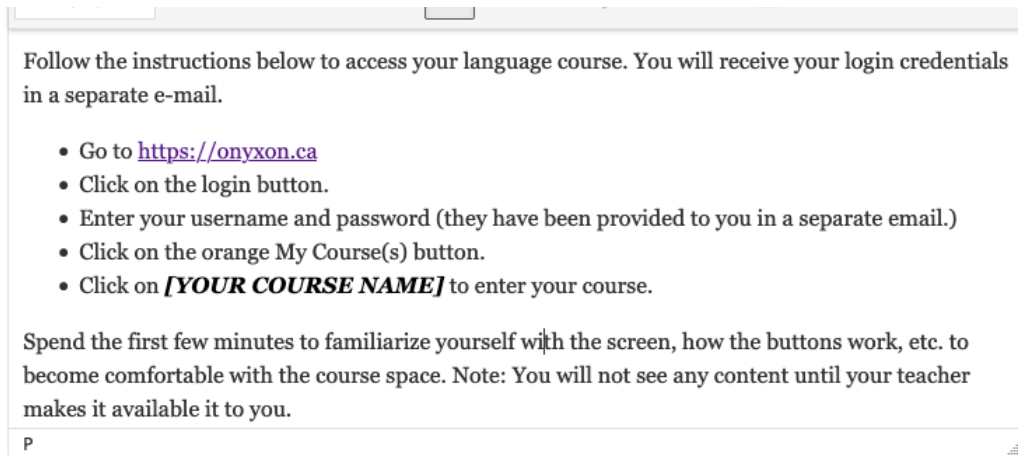 Follow the instructions below to access your language course. You will receive your login credentials
in a separate e-mail.
• Go to https://onyxon.ca
• Click on the login button.
• Enter your username and password (they have been provided to you in a separate email.)
• Click on the orange My Course(s) button.
• Click on [YOUR COURSE NAME] to enter your course.
Spend the first few minutes to familiarize yourself with the screen, how the buttons work, etc. to
become comfortable with the course space. Note: You will not see any content until your teacher
makes it available it to you.
P